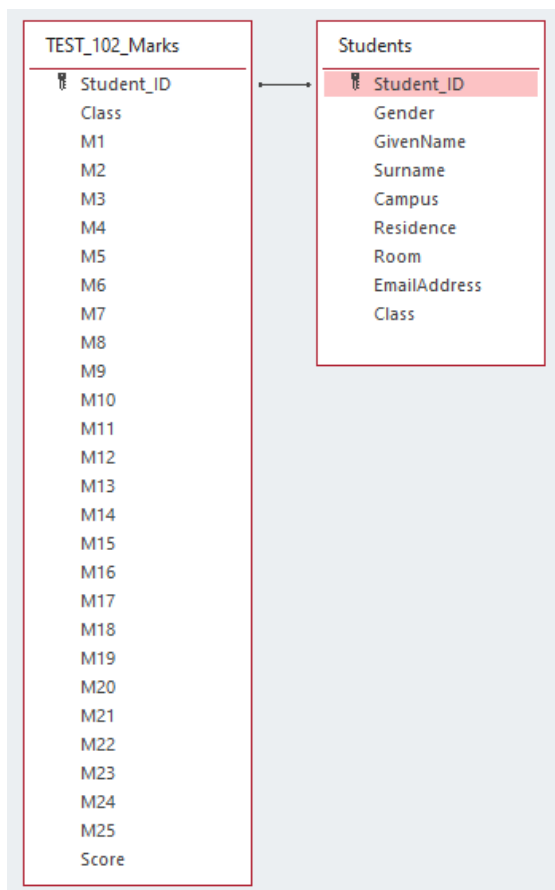 TEST_102_Marks
Student_ID
Class
M1
M2
M3
M4
M5
M6
M7
M8
M9
M10
M11
M12
M13
M14
M15
M16
M17
M18
M19
M20
M21
M22
M23
M24
M25
Score
Students
Student_ID
Gender
GivenName
Surname
Campus
Residence
Room
EmailAddress
Class